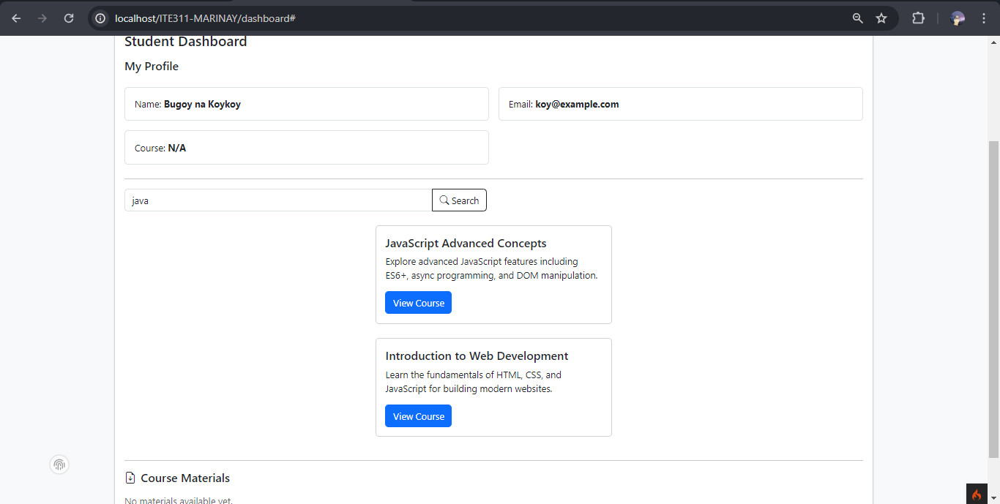 localhost/ITE311-MARINAY/dashboard#
Student Dashboard
My Profile
Name: Bugoy na Koykoy
Email: koy@example.com
Course: N/A
java
Search
JavaScript Advanced Concepts
Explore advanced JavaScript features including
ES6+, async programming, and DOM manipulation.
View Course
Introduction to Web Development
Learn the fundamentals of HTML, CSS, and
JavaScript for building modern websites.
View Course
Course Materials
No materials available yet.